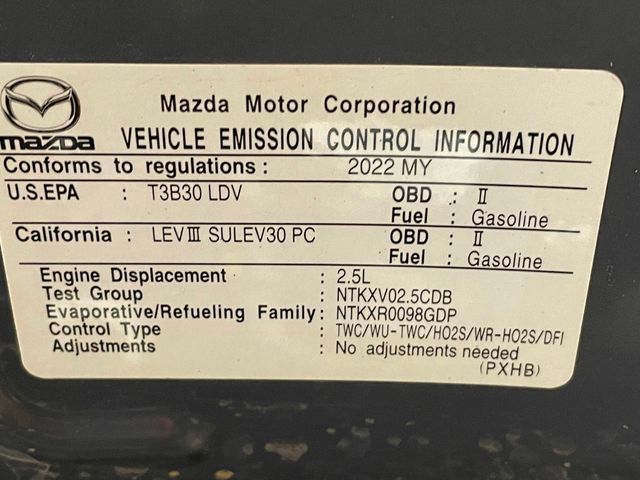 Mazda Motor Corporation
mazda VEHICLE EMISSION CONTROL INFORMATION
Conforms to regulations : 2022 MY
U.S.EPA : T3B30 LDV OBD : II
Fuel : Gasoline
California : LEVIII SULEV30 PC OBD : II
Fuel : Gasoline
Engine Displacement : 2.5L
Test Group : NTKXV02.5CDB
Evaporative/Refueling Family: NTKXR0098GDP
Control Type : TWC/WU-TWC/HO2S/WR-HO2S/DFI
Adjustments : No adjustments needed
(PXHB)